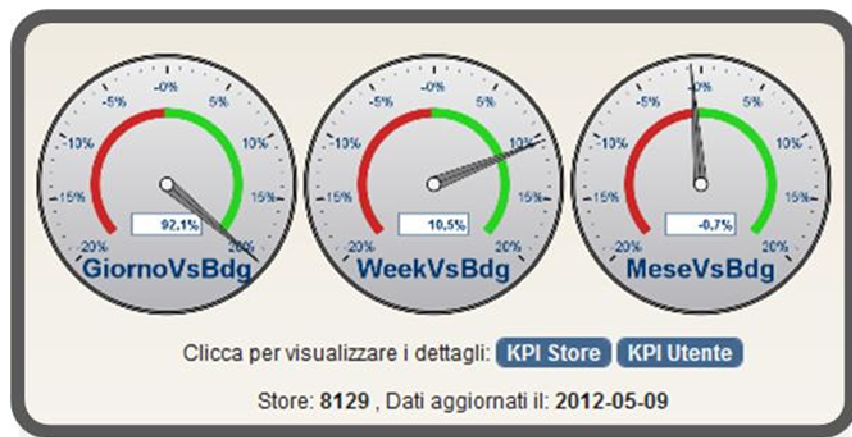 -0% -0% -0%
-5% 5% -5% 5% -5% 5%
-10% 10% -10% 10% -10% 10%
-15% 15% -15% 15% -15% 15%
92,1% 10,5% -0,7%
-20% 20% -20% 20% -20% 20%
GiornoVsBdg WeekVsBdg MeseVsBdg
Clicca per visualizzare i dettagli: KPI Store KPI Utente
Store: 8129 , Dati aggiornati il: 2012-05-09